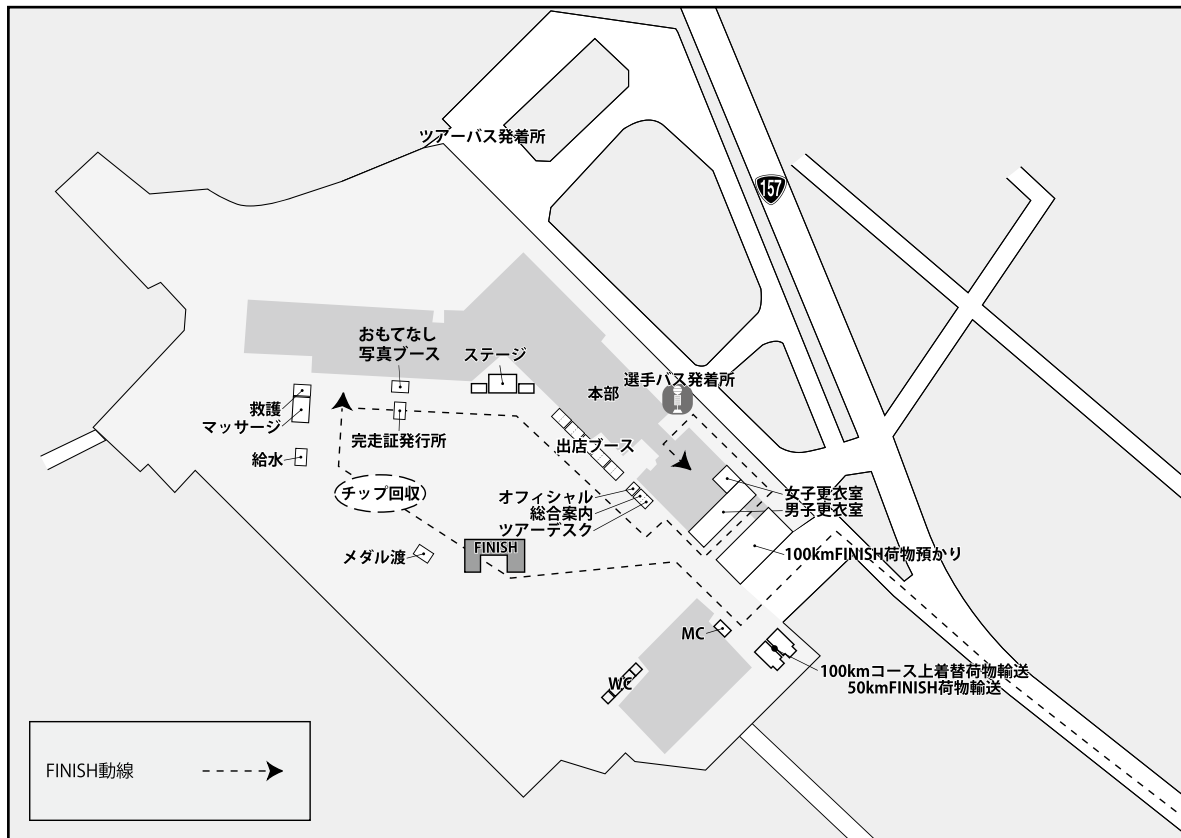 ツアーバス発着所
157
おもてなし
写真ブース
ステージ
選手バス発着所
本部
救護
マッサージ
完走証発行所
出店ブース
給水
チップ回収
オフィシャル
総合案内
ツアーデスク
女子更衣室
男子更衣室
メダル渡
FINISH
100kmFINISH荷物預かり
MC
100kmコース上着替荷物輸送
50kmFINISH荷物輸送
WC
FINISH動線